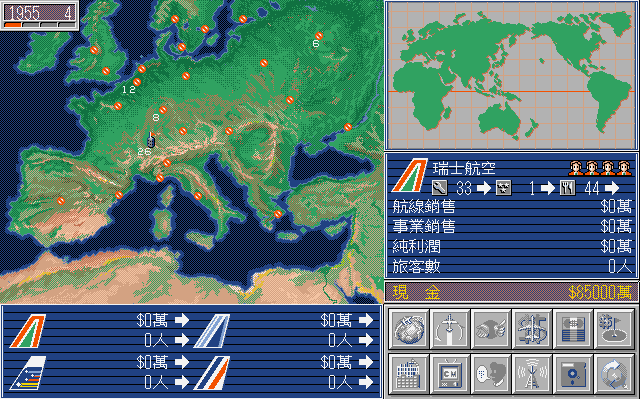 1955 4
6
12
8
26
瑞士航空
33 1 44
航線銷售 $0萬
事業銷售 $0萬
純利潤 $0萬
旅客數 0人
現 金 $85000萬
$0萬 $0萬
0人 0人
$0萬 $0萬
0人 0人
CM